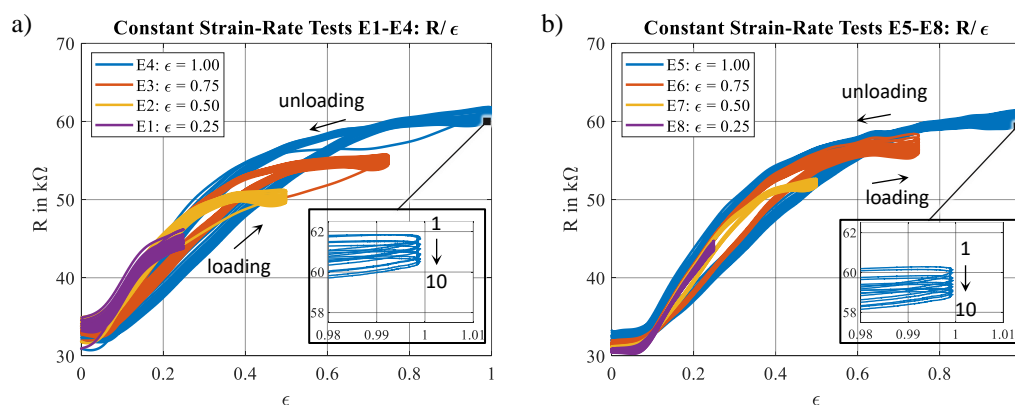 a)
Constant Strain-Rate Tests E1-E4: R/ ϵ
70
60
50
40
30
R in kΩ
E4: ϵ = 1.00
E3: ϵ = 0.75
E2: ϵ = 0.50
E1: ϵ = 0.25
unloading
loading
62
60
58
1
10
0.98
0.99
1
1.01
0
0.2
0.4
0.6
0.8
1
ϵ
b)
Constant Strain-Rate Tests E5-E8: R/ ϵ
70
60
50
40
30
R in kΩ
E5: ϵ = 1.00
E6: ϵ = 0.75
E7: ϵ = 0.50
E8: ϵ = 0.25
unloading
loading
62
60
58
1
10
0.98
0.99
1
1.01
0
0.2
0.4
0.6
0.8
1
ϵ